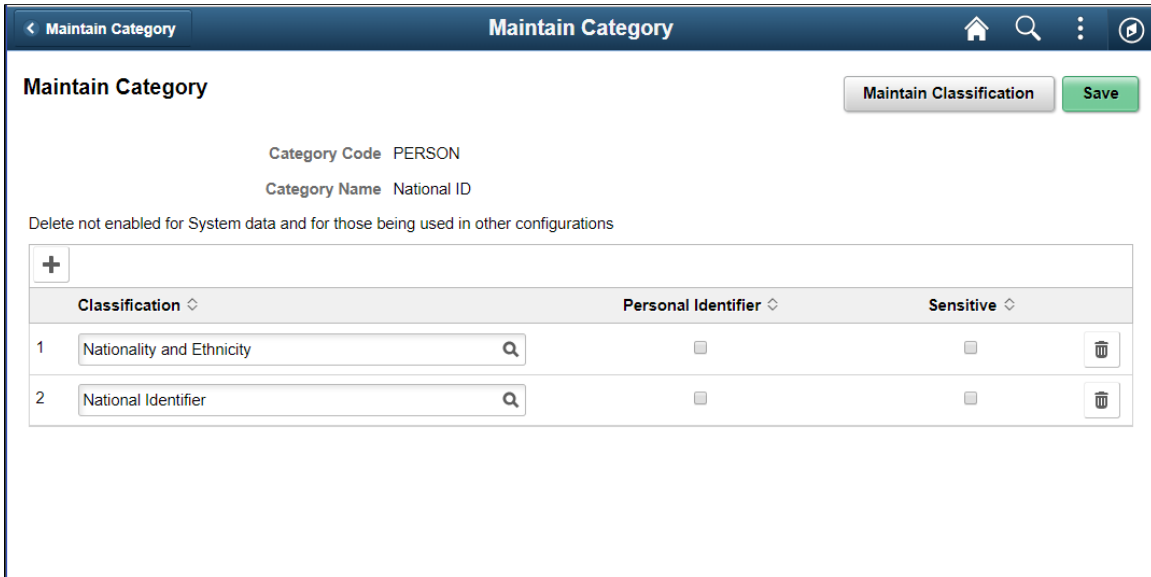 Maintain Category Maintain Category
Maintain Category Maintain Classification Save
Category Code PERSON
Category Name National ID
Delete not enabled for System data and for those being used in other configurations
Classification Personal Identifier Sensitive
1 Nationality and Ethnicity
2 National Identifier